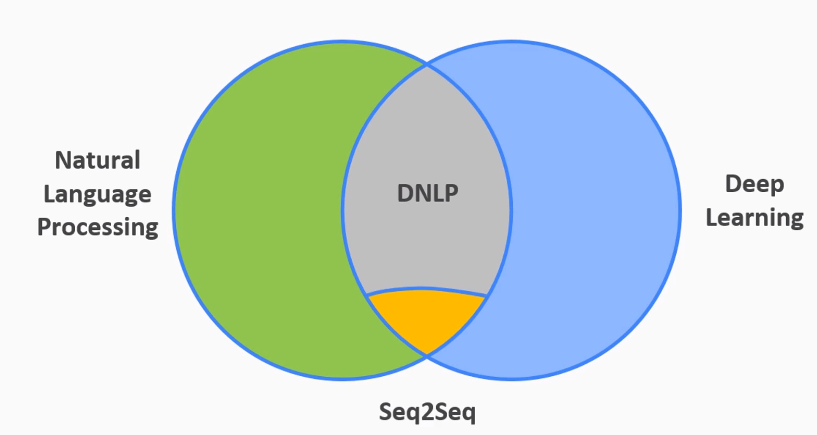 Natural
Language
Processing
DNLP
Deep
Learning
Seq2Seq